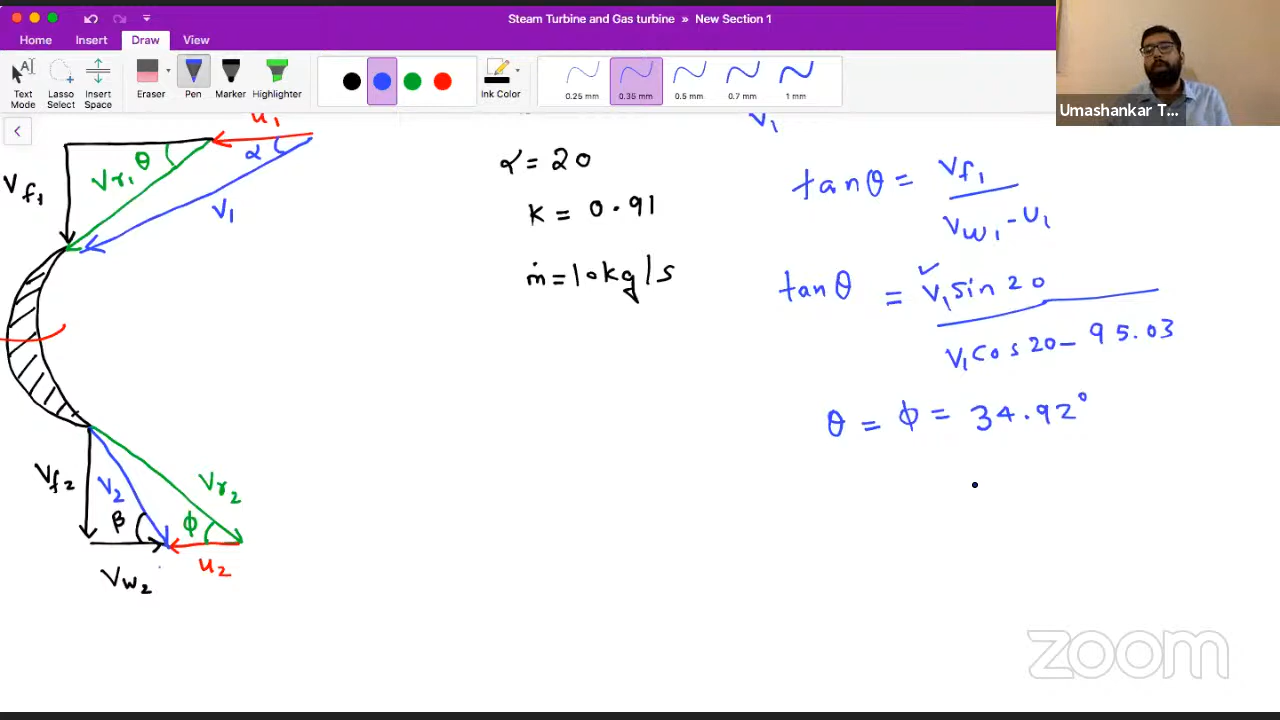 Steam Turbine and Gas turbine » New Section 1
Home Insert Draw View
Text Mode
Lasso Select
Insert Space
Eraser
Pen
Marker
Highlighter
Ink Color
0.25 mm
0.35 mm
0.5 mm
0.7 mm
1 mm
Umashankar T...
u1
V1
θ
α
Vr1
Vf1
V1
α = 20
K = 0.91
ṁ = 10kg/s
tanθ = Vf1 / Vw1 - u1
tanθ = V1 sin 20 / V1 Cos 20 - 95.03
θ = ϕ = 34.92°
Vf2
V2
Vr2
β
ϕ
u2
Vw2
zoom